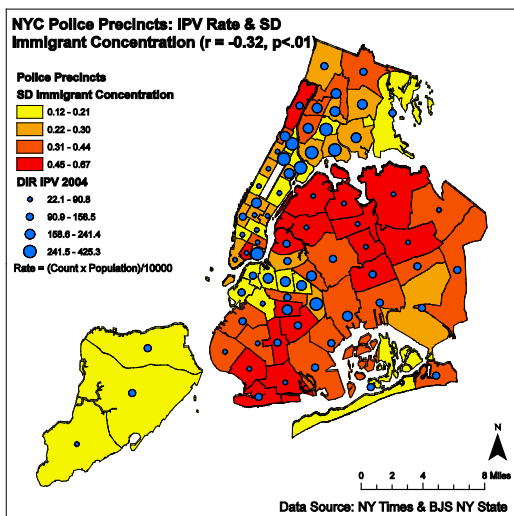 NYC Police Precincts: IPV Rate & SD
Immigrant Concentration (r = -0.32, p<.01)
Police Precincts
SD Immigrant Concentration
0.12 - 0.21
0.22 - 0.30
0.31 - 0.44
0.45 - 0.67
DIR IPV 2004
22.1 - 90.8
90.9 - 158.5
158.6 - 241.4
241.5 - 425.3
Rate = (Count x Population)/10000
N
0 2 4 8 Miles
Data Source: NY Times & BJS NY State